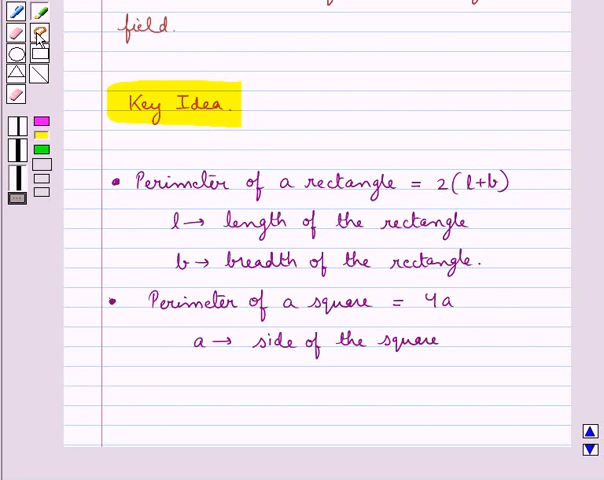 field.
Key Idea.
• Perimeter of a rectangle = 2(l+b)
l → length of the rectangle
b → breadth of the rectangle.
• Perimeter of a square = 4a
a → side of the square